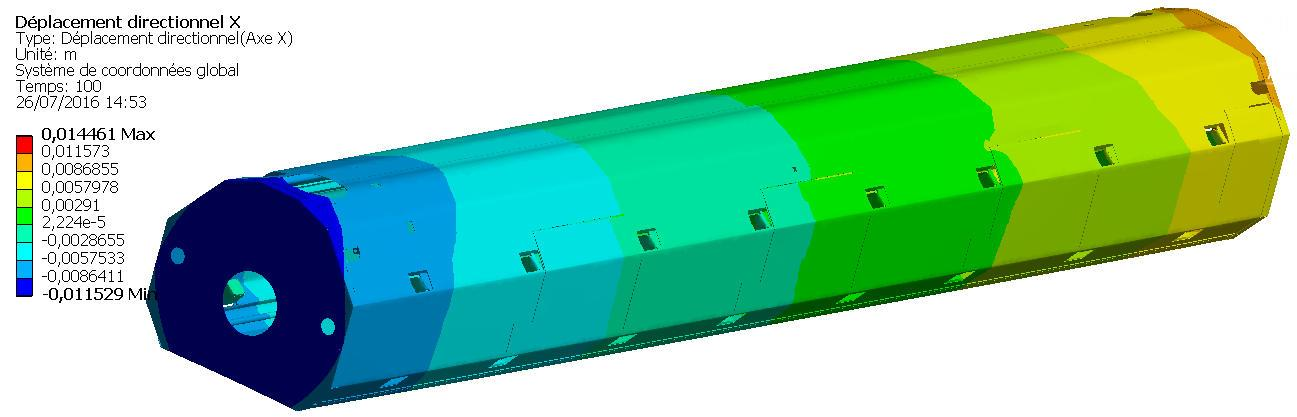 Déplacement directionnel X
Type: Déplacement directionnel(Axe X)
Unité: m
Système de coordonnées global
Temps: 100
26/07/2016 14:53
0,014461 Max
0,011573
0,0086855
0,0057978
0,00291
2,224e-5
-0,0028655
-0,0057533
-0,0086411
-0,011529 Min